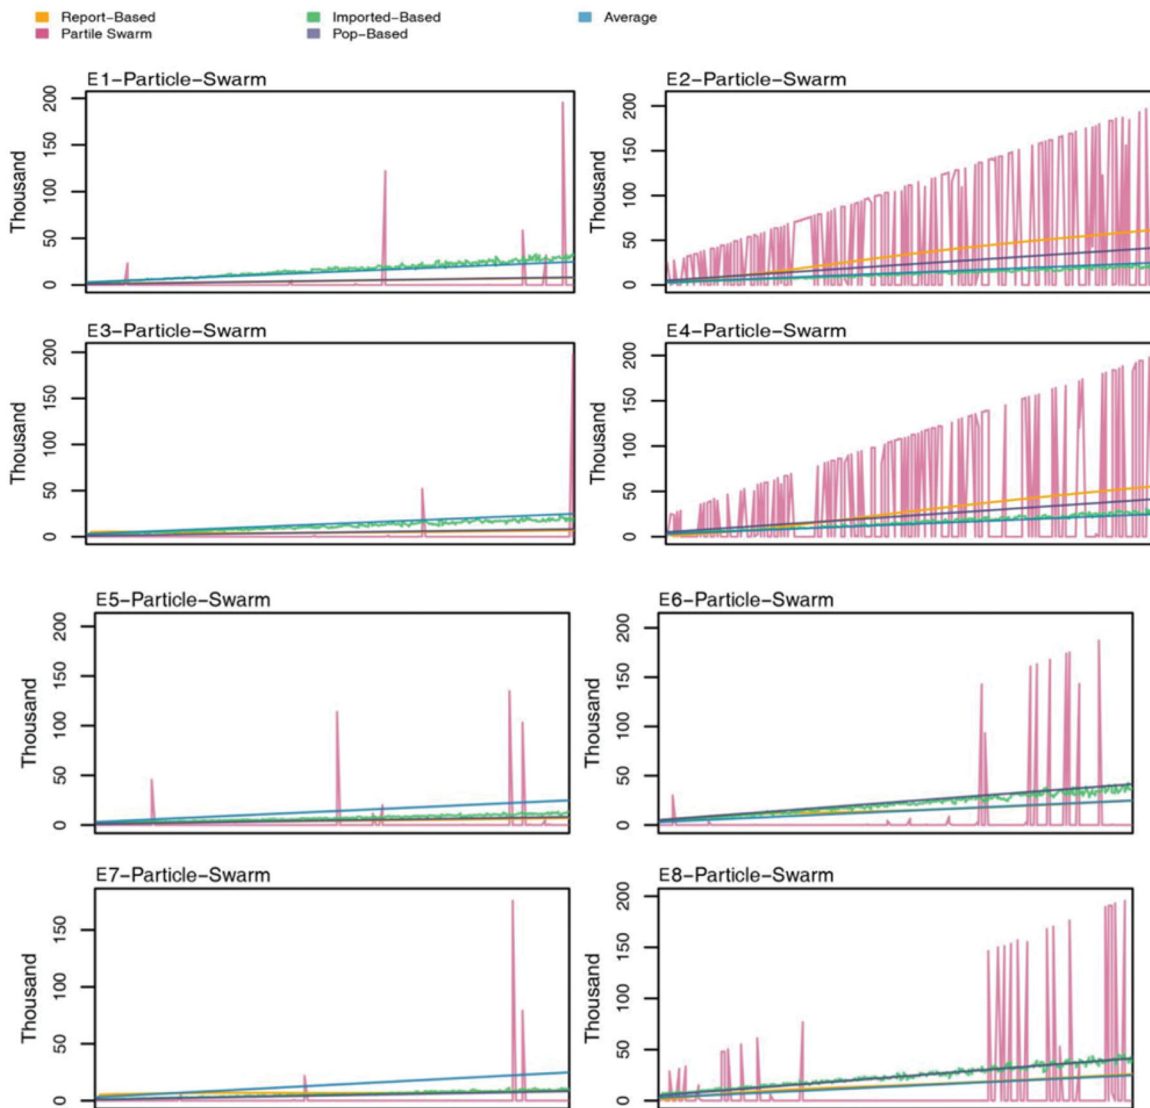 Report-Based Imported-Based Average
Partile Swarm Pop-Based
E1-Particle-Swarm
Thousand
200
150
100
50
0
E2-Particle-Swarm
Thousand
200
150
100
50
0
E3-Particle-Swarm
Thousand
200
150
100
50
0
E4-Particle-Swarm
Thousand
200
150
100
50
0
E5-Particle-Swarm
Thousand
200
150
100
50
0
E6-Particle-Swarm
Thousand
200
150
100
50
0
E7-Particle-Swarm
Thousand
150
100
50
0
E8-Particle-Swarm
Thousand
200
150
100
50
0